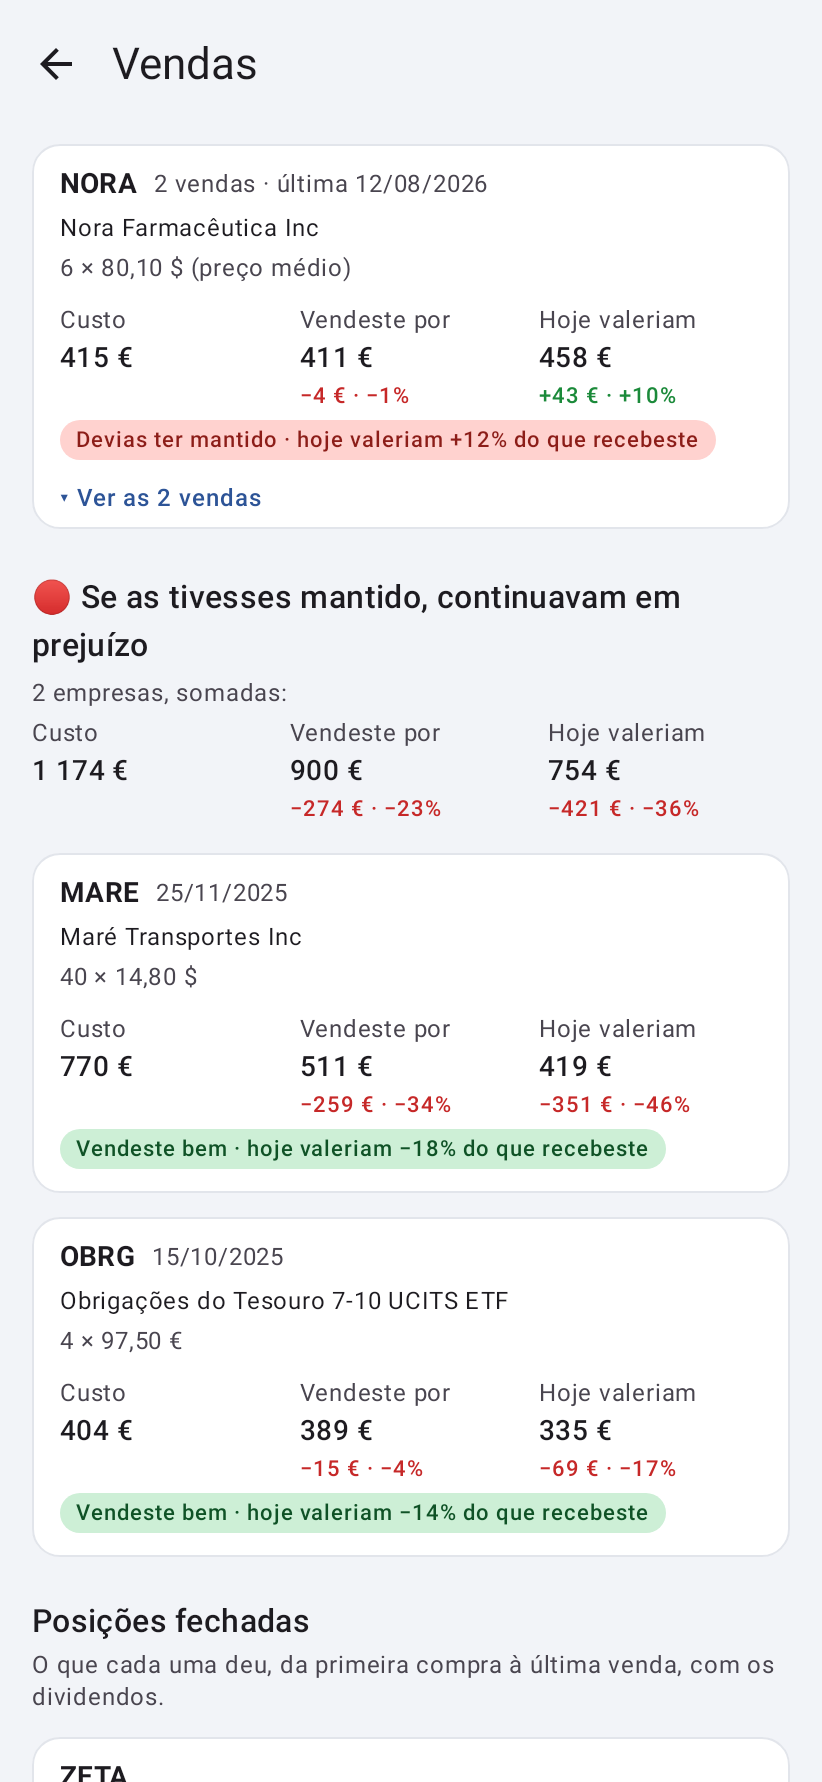 Vendas
NORA 2 vendas · última 12/08/2026
Nora Farmacêutica Inc
6 × 80,10 $ (preço médio)
Custo Vendeste por Hoje valeriam
415 € 411 € 458 €
−4 € · −1% +43 € · +10%
Devias ter mantido · hoje valeriam +12% do que recebeste
▾ Ver as 2 vendas
🔴 Se as tivesses mantido, continuavam em
prejuízo
2 empresas, somadas:
Custo Vendeste por Hoje valeriam
1 174 € 900 € 754 €
−274 € · −23% −421 € · −36%
MARE 25/11/2025
Maré Transportes Inc
40 × 14,80 $
Custo Vendeste por Hoje valeriam
770 € 511 € 419 €
−259 € · −34% −351 € · −46%
Vendeste bem · hoje valeriam −18% do que recebeste
OBRG 15/10/2025
Obrigações do Tesouro 7-10 UCITS ETF
4 × 97,50 €
Custo Vendeste por Hoje valeriam
404 € 389 € 335 €
−15 € · −4% −69 € · −17%
Vendeste bem · hoje valeriam −14% do que recebeste
Posições fechadas
O que cada uma deu, da primeira compra à última venda, com os
dividendos.
ZETA